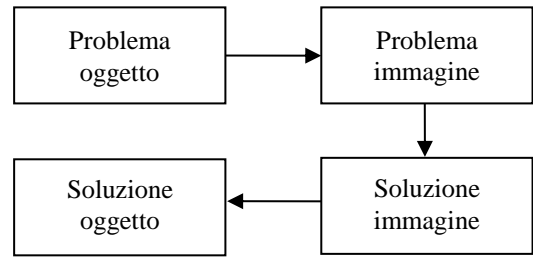 Problema
oggetto
Problema
immagine
Soluzione
oggetto
Soluzione
immagine